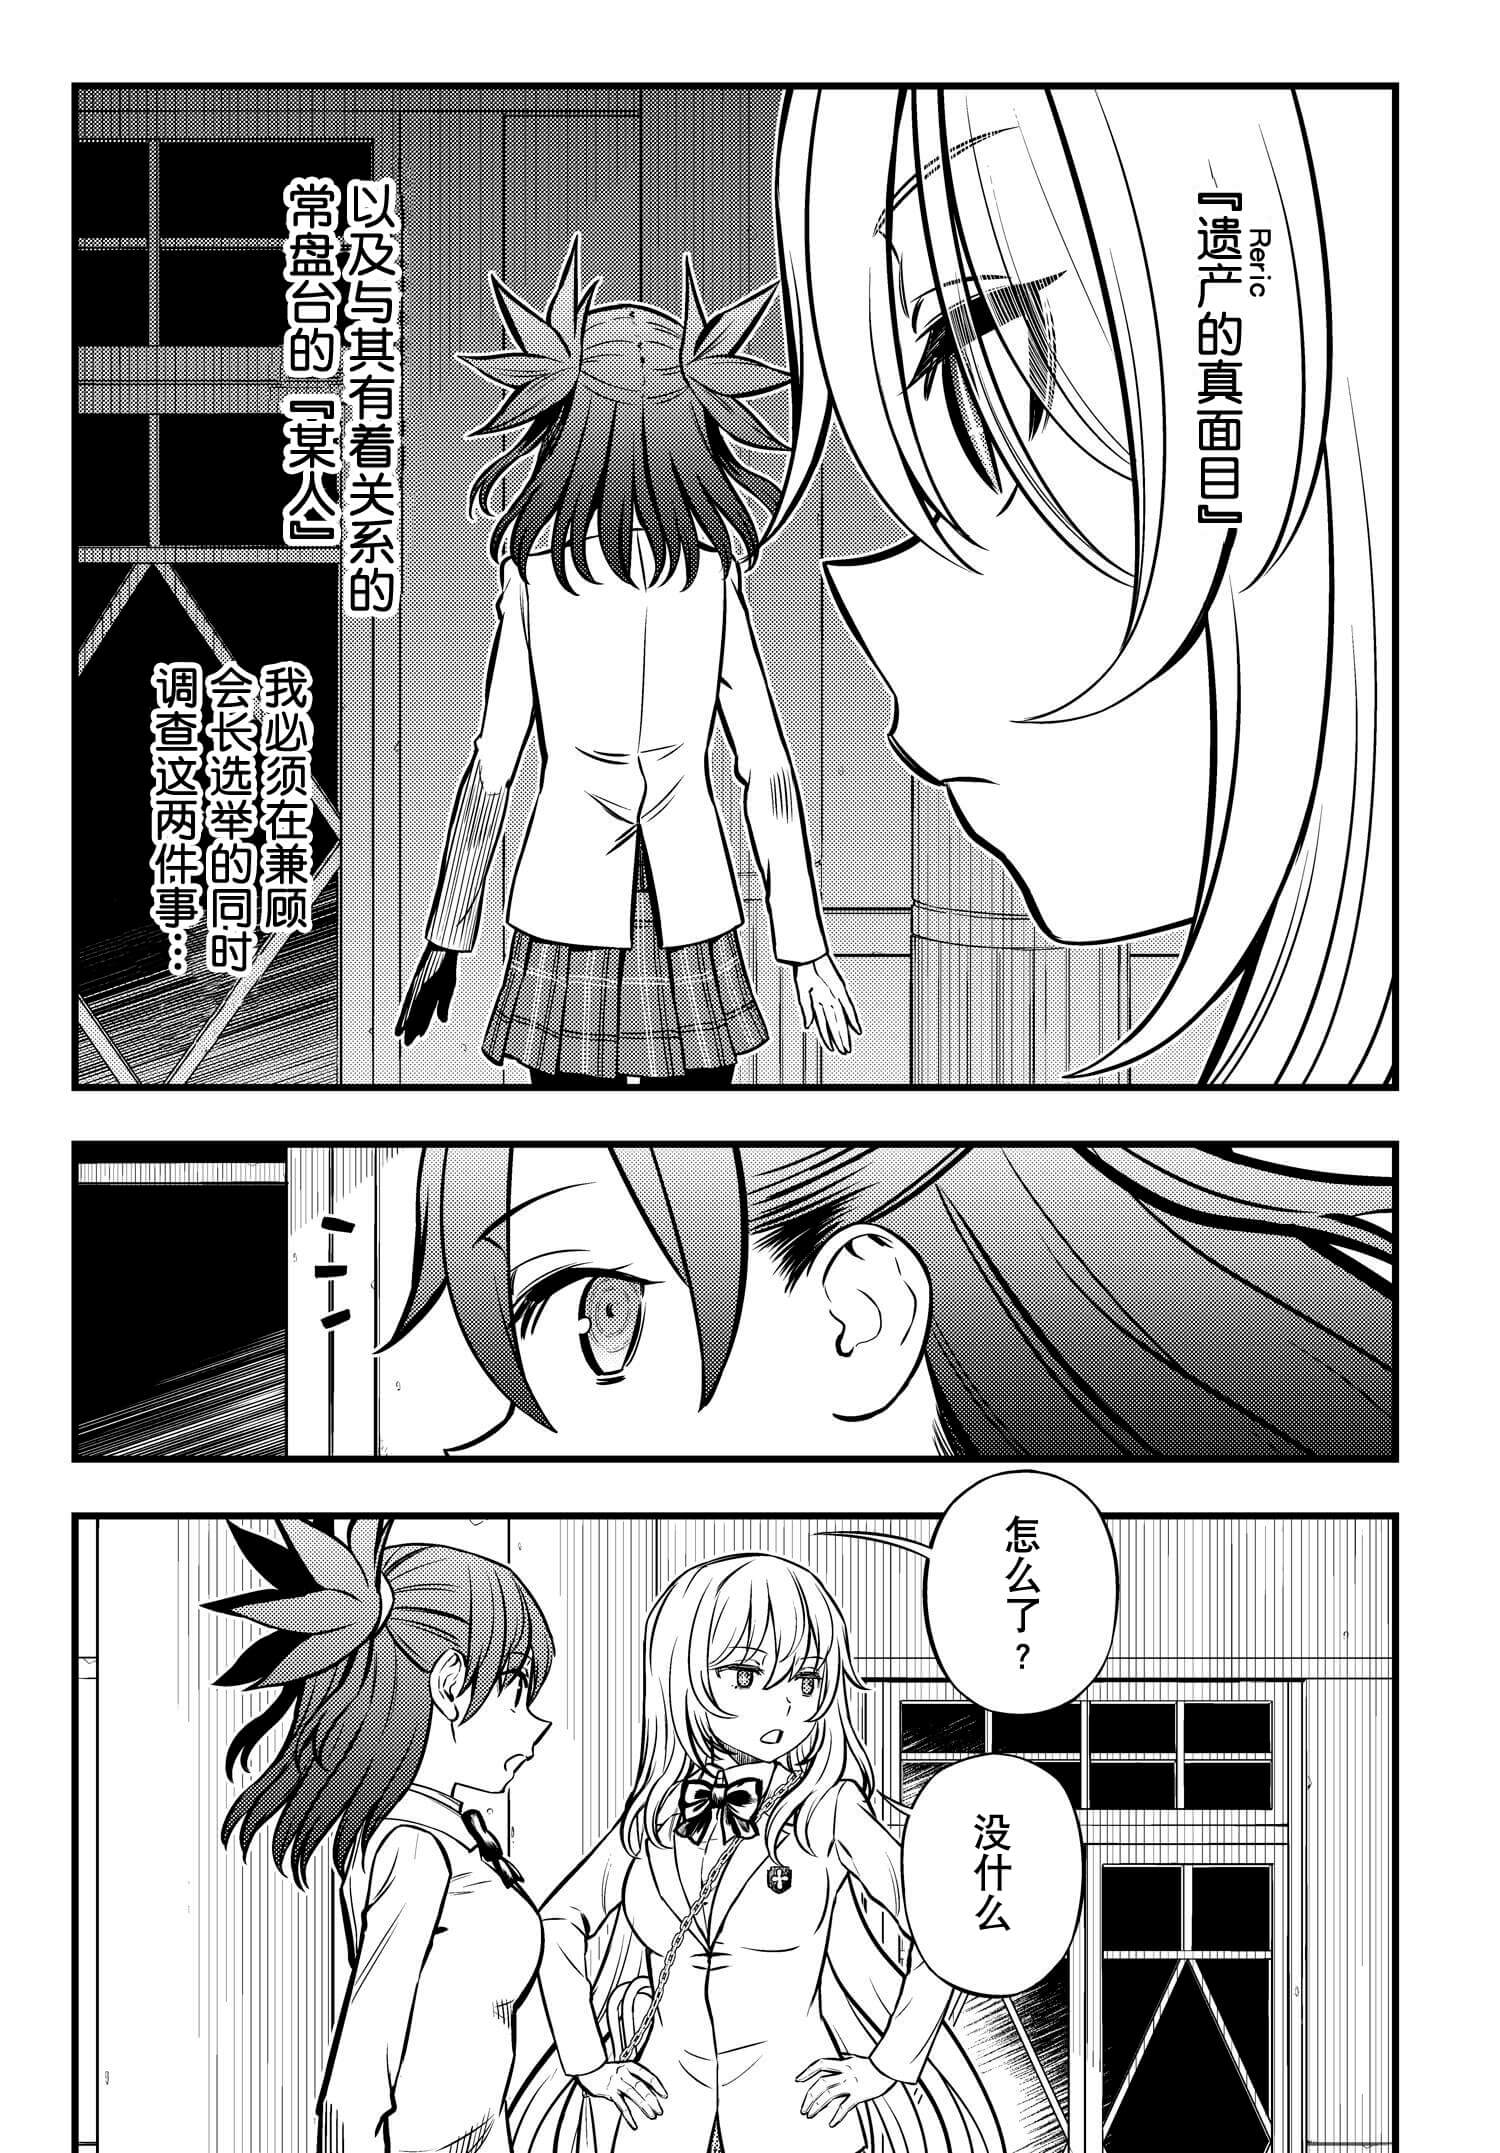 『遗产的真面目』
Reric
以及与其有着关系的
常盘台的『某人』
我必须在兼顾
会长选举的同时
调查这两件事…
怎么了？
没什么